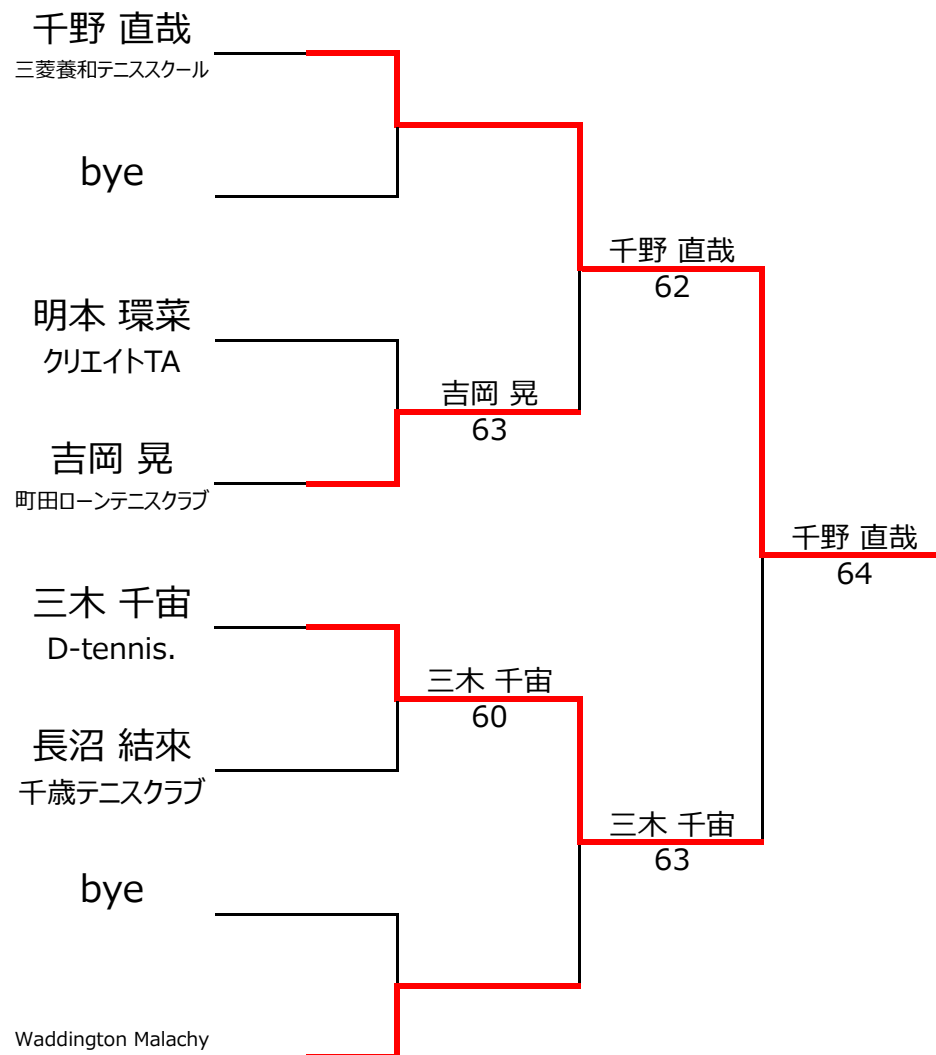 千野 直哉
三菱養和テニススクール
bye
千野 直哉
62
明本 環菜
クリエイトTA
吉岡 晃
63
吉岡 晃
町田ローンテニスクラブ
千野 直哉
64
三木 千宙
D-tennis.
三木 千宙
60
長沼 結來
千歳テニスクラブ
三木 千宙
63
bye
Waddington Malachy